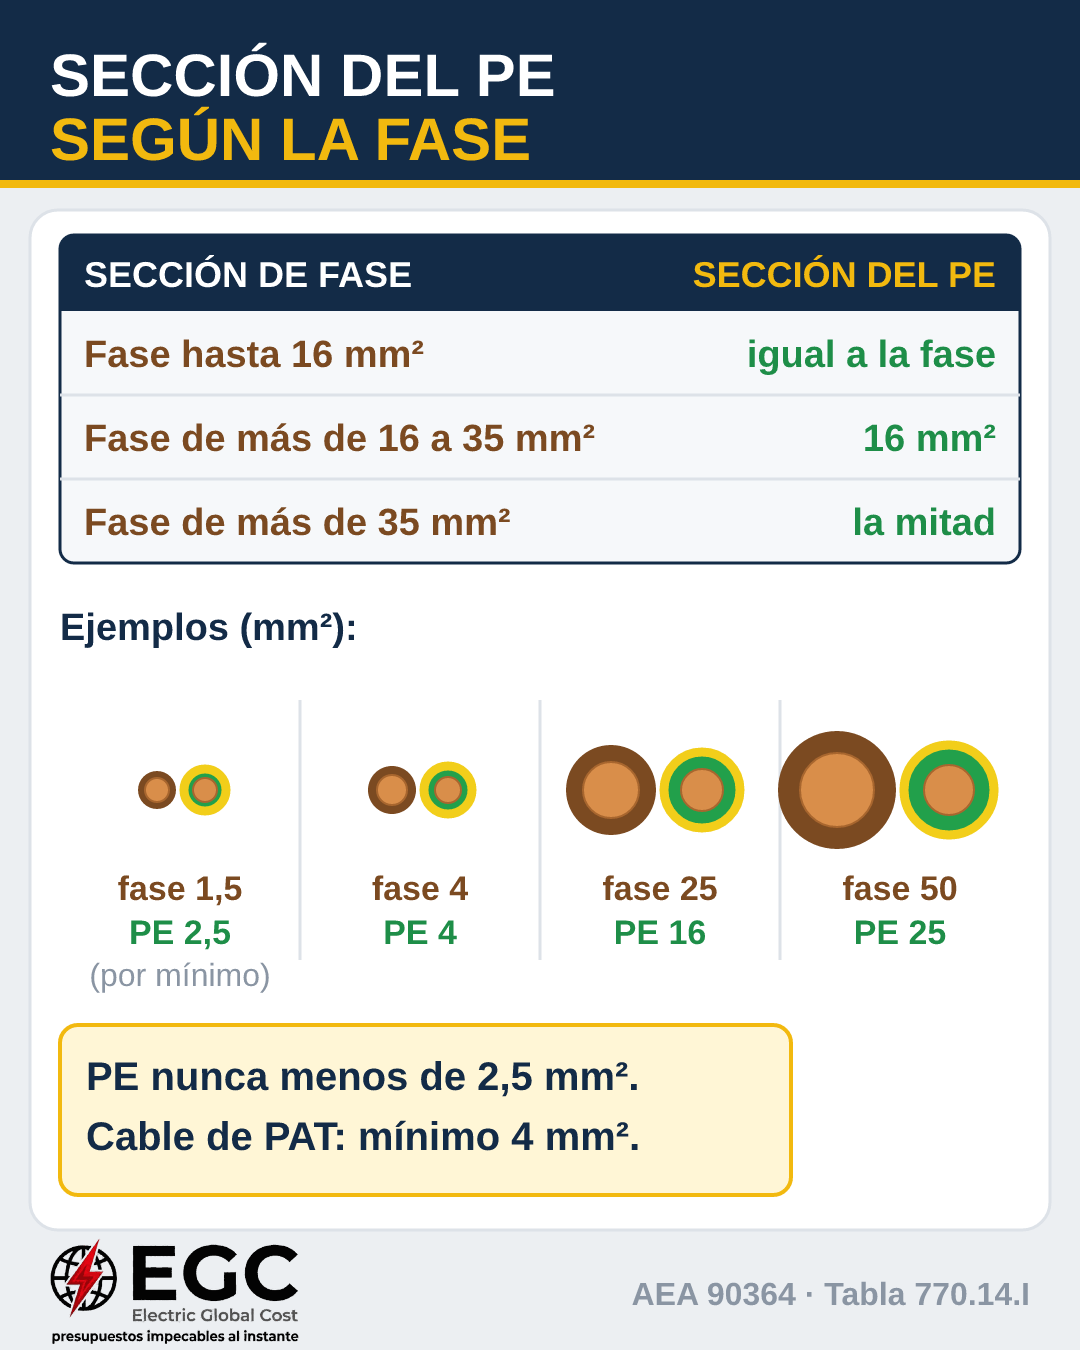 SECCIÓN DEL PE
SEGÚN LA FASE
SECCIÓN DE FASE SECCIÓN DEL PE
Fase hasta 16 mm² igual a la fase
Fase de más de 16 a 35 mm² 16 mm²
Fase de más de 35 mm² la mitad
Ejemplos (mm²):
fase 1,5 fase 4 fase 25 fase 50
PE 2,5 PE 4 PE 16 PE 25
(por mínimo)
PE nunca menos de 2,5 mm².
Cable de PAT: mínimo 4 mm².
EGC
Electric Global Cost
presupuestos impecables al instante
AEA 90364 · Tabla 770.14.I